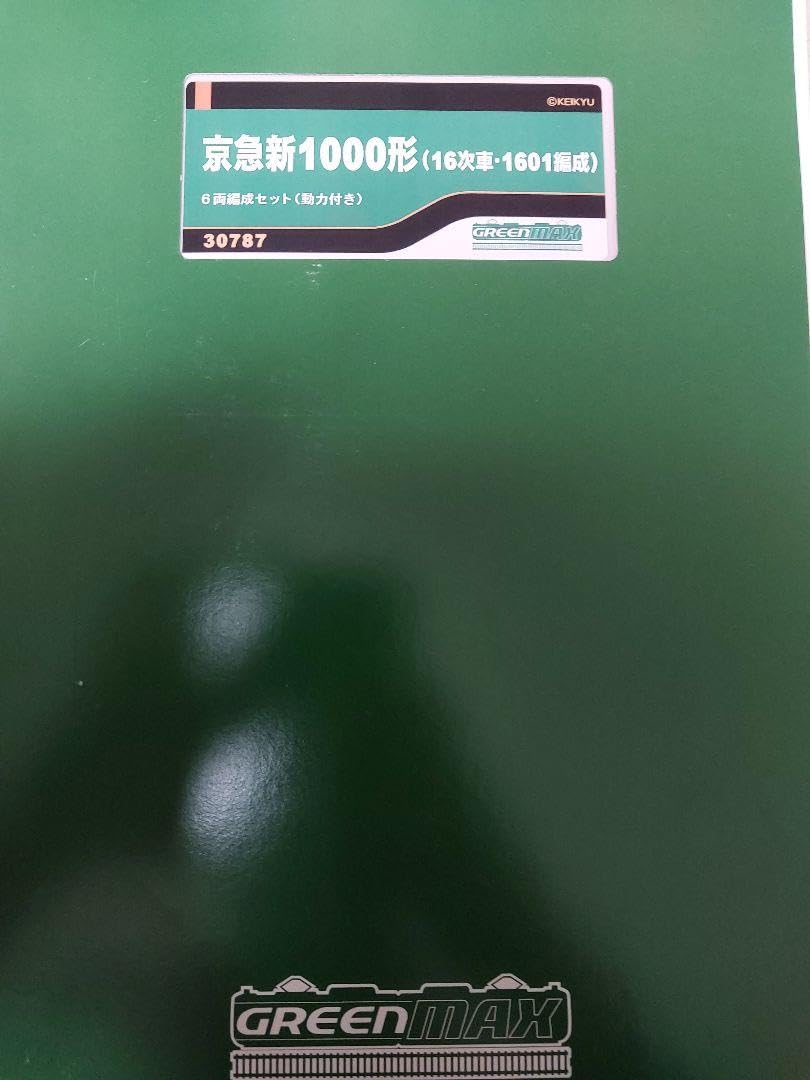 ©KEIKYU
京急新1000形(16次車・1601編成)
6両編成セット(動力付き)
30787
GREENMAX
GREENMAX